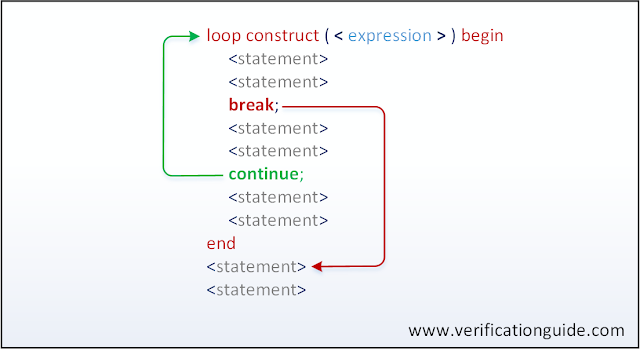 loop construct ( < expression > ) begin
<statement>
<statement>
break;
<statement>
<statement>
continue;
<statement>
<statement>
end
<statement>
<statement>
www.verificationguide.com